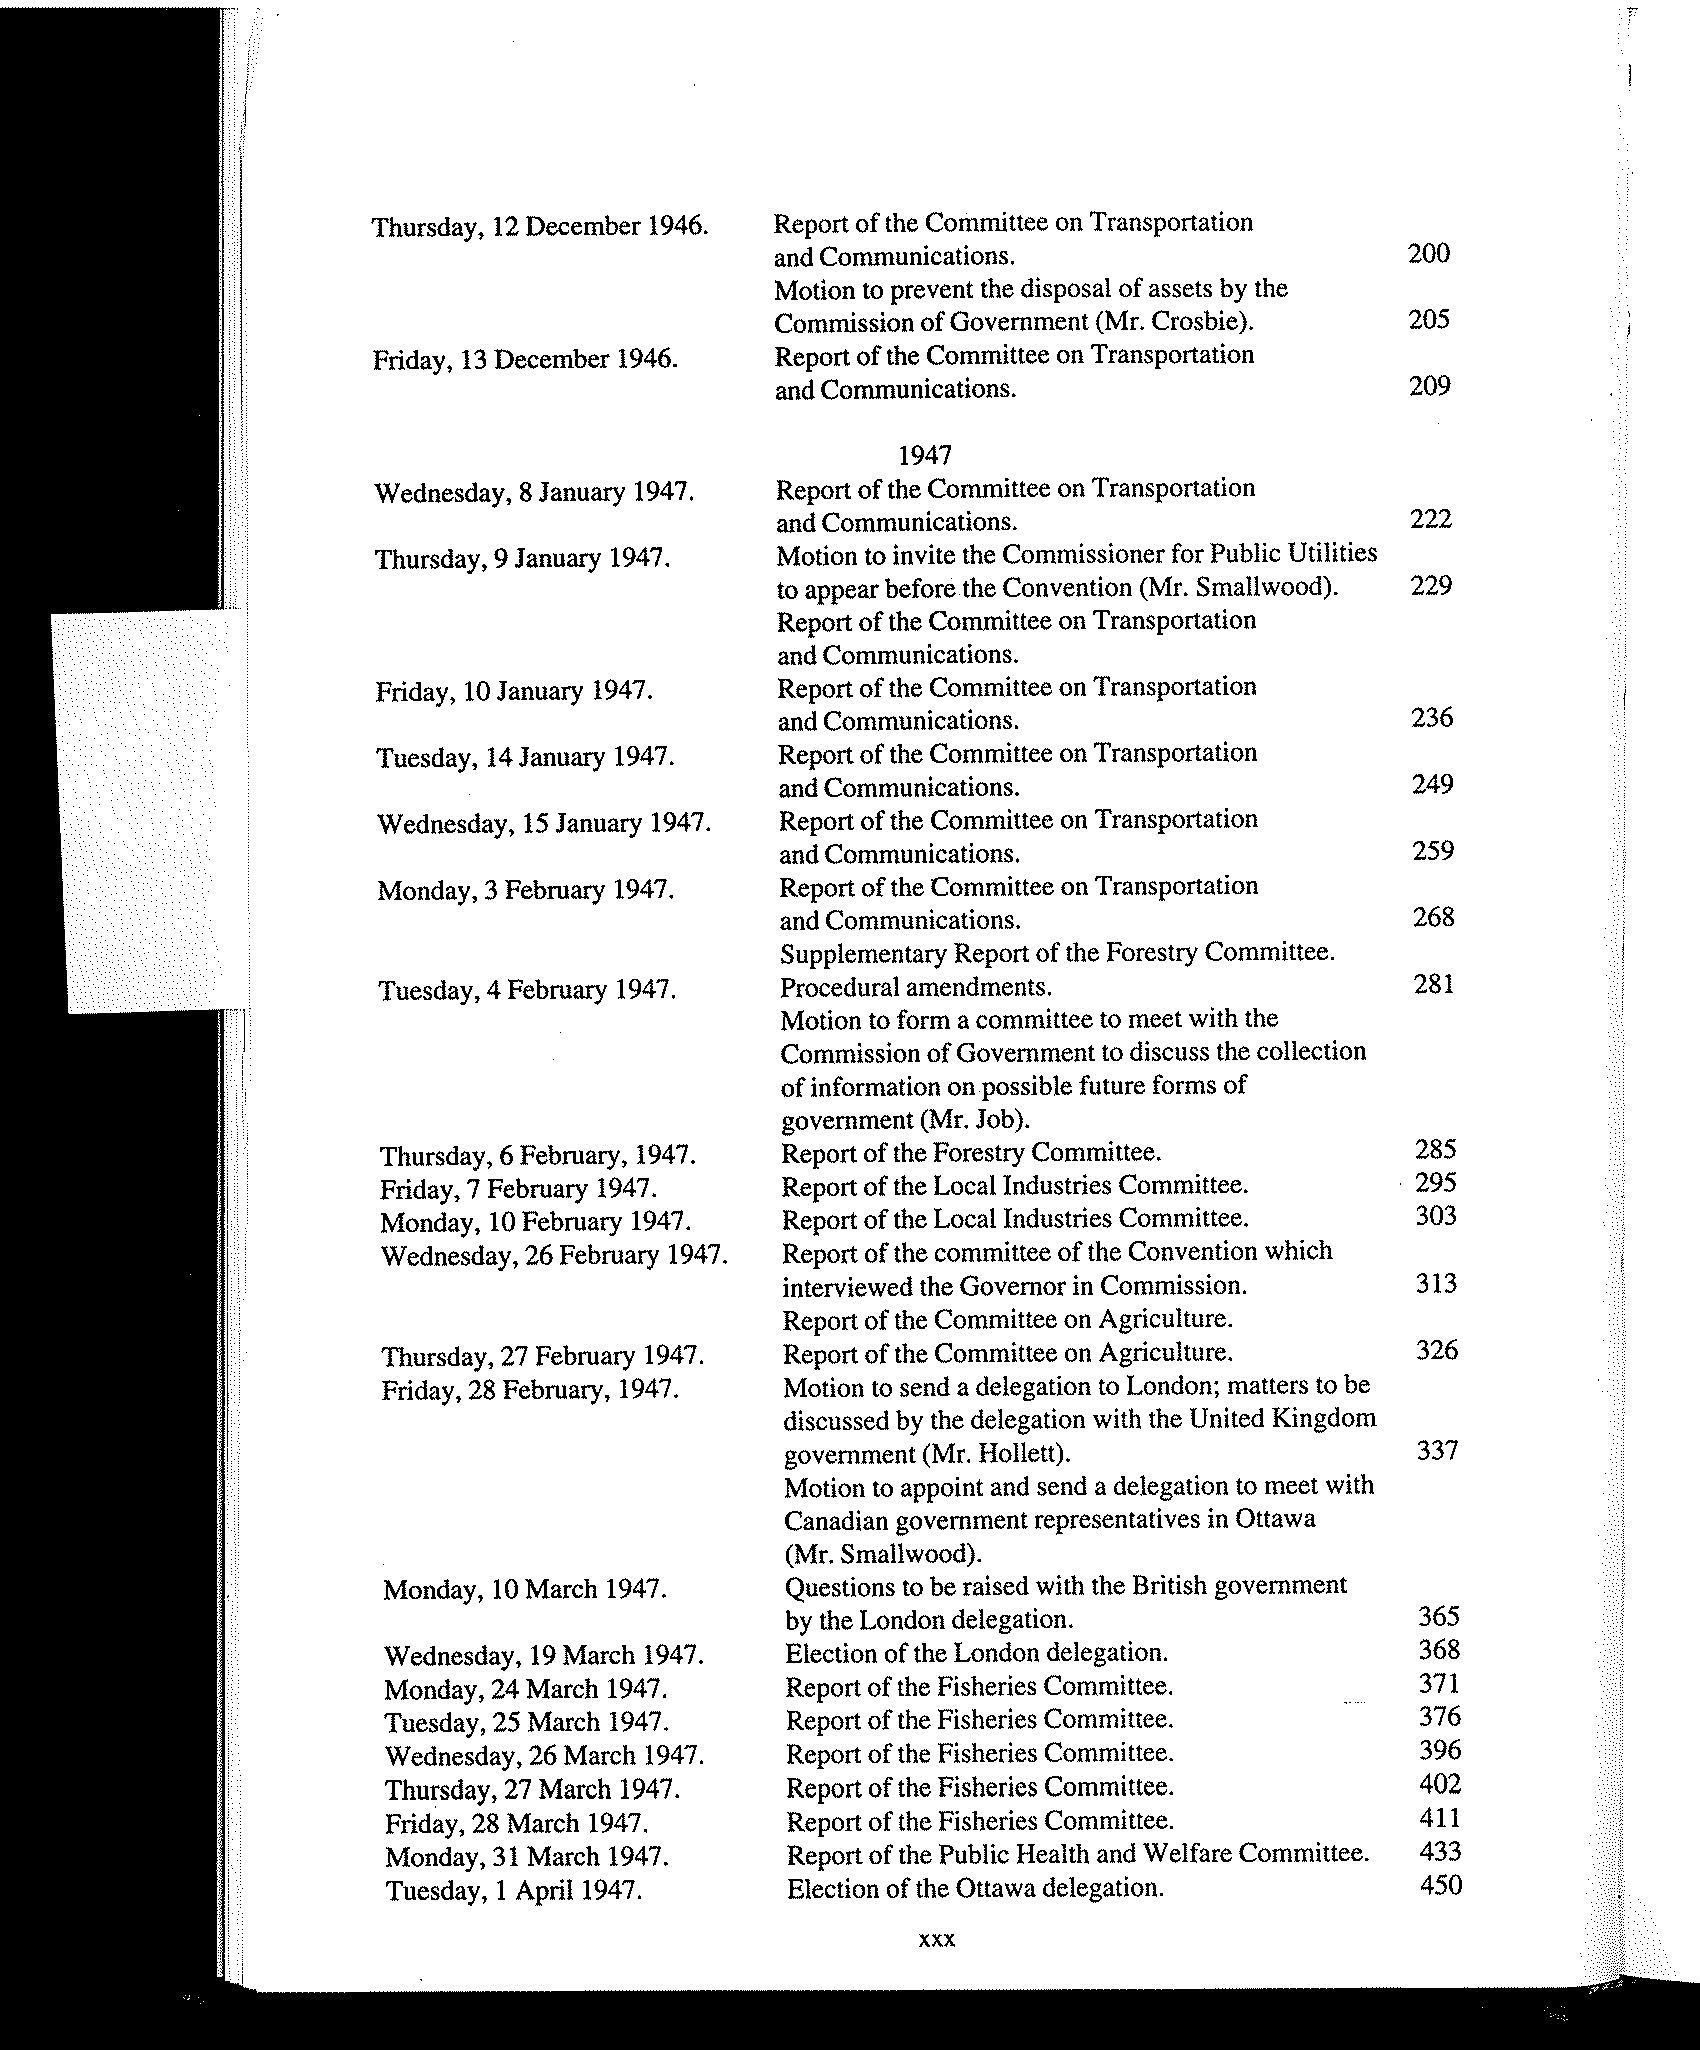 Thursday, 12 December 1946. Report of the Committee on Transportation
and Communications. 200
Motion to prevent the disposal of assets by the
Commission of Government (Mr. Crosbie). 205
Friday, 13 December 1946. Report of the Committee on Transportation
and Communications. 209
1947
Wednesday, 8 January 1947. Report of the Committee on Transportation
and Communications. 222
Thursday, 9 January 1947. Motion to invite the Commissioner for Public Utilities
to appear before the Convention (Mr. Smallwood). 229
Report of the Committee on Transportation
and Communications.
Friday, 10 January 1947. Report of the Committee on Transportation
and Communications. 236
Tuesday, 14 January 1947. Report of the Committee on Transportation
and Communications. 249
Wednesday, 15 January 1947. Report of the Committee on Transportation
and Communications. 259
Monday, 3 February 1947. Report of the Committee on Transportation
and Communications. 268
Supplementary Report of the Forestry Committee.
Tuesday, 4 February 1947. Procedural amendments. 281
Motion to form a committee to meet with the
Commission of Government to discuss the collection
of information on possible future forms of
government (Mr. Job).
Thursday, 6 February, 1947. Report of the Forestry Committee. 285
Friday, 7 February 1947. Report of the Local Industries Committee. 295
Monday, 10 February 1947. Report of the Local Industries Committee. 303
Wednesday, 26 February 1947. Report of the committee of the Convention which
interviewed the Governor in Commission. 313
Report of the Committee on Agriculture.
Thursday, 27 February 1947. Report of the Committee on Agriculture. 326
Friday, 28 February, 1947. Motion to send a delegation to London; matters to be
discussed by the delegation with the United Kingdom
government (Mr. Hollett). 337
Motion to appoint and send a delegation to meet with
Canadian government representatives in Ottawa
(Mr. Smallwood).
Monday, 10 March 1947. Questions to be raised with the British government
by the London delegation. 365
Wednesday, 19 March 1947. Election of the London delegation. 368
Monday, 24 March 1947. Report of the Fisheries Committee. 371
Tuesday, 25 March 1947. Report of the Fisheries Committee. 376
Wednesday, 26 March 1947. Report of the Fisheries Committee. 396
Thursday, 27 March 1947. Report of the Fisheries Committee. 402
Friday, 28 March 1947. Report of the Fisheries Committee. 411
Monday, 31 March 1947. Report of the Public Health and Welfare Committee. 433
Tuesday, 1 April 1947. Election of the Ottawa delegation. 450
xxx